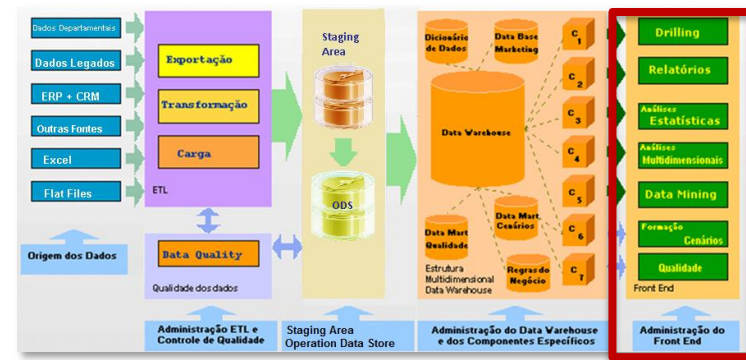 Dados Departamentais
Dados Legados
ERP + CRM
Outras Fontes
Excel
Flat Files
Origem dos Dados
Exportação
Transformação
Carga
ETL
Data Quality
Qualidade dos dados
Administração ETL e
Controle de Qualidade
Staging
Area
ODS
Staging Area
Operation Data Store
Dicionário
de Dados
Data Base
Marketing
Data Warehouse
Data Mart
Qualidade
Data Mart
Cenários
Regras do
Negócio
Estrutura
Multidimensional
Data Warehouse
C1
C2
C3
C4
C5
C6
C7
Administração do Data Warehouse
e dos Componentes Específicos
Drilling
Relatórios
Análises
Estatísticas
Análises
Multidimensionais
Data Mining
Formação
Cenários
Qualidade
Front End
Administração do
Front End